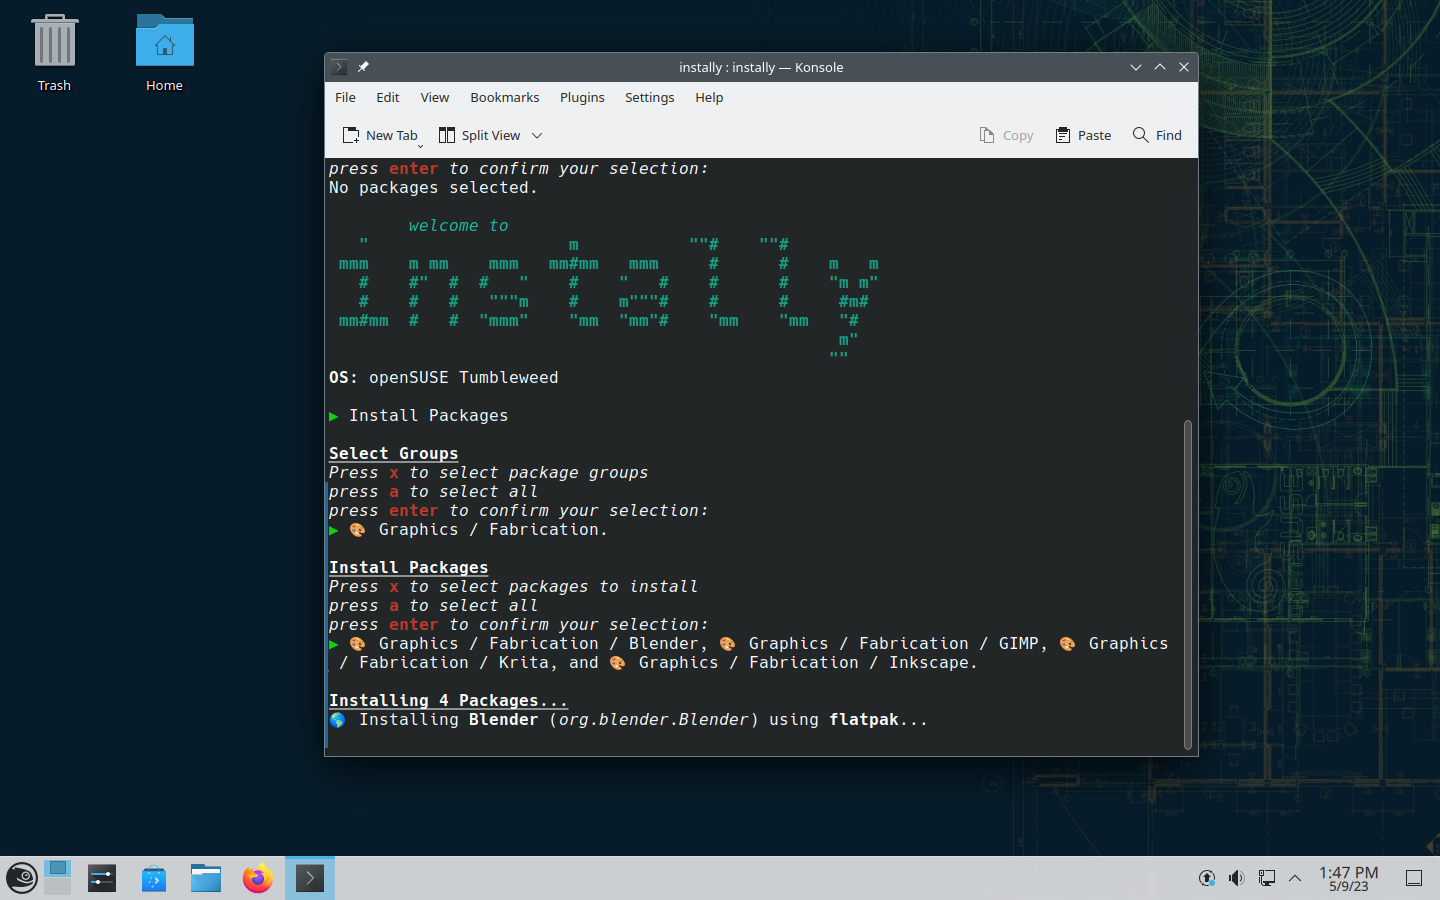 Trash
Home
instally : instally — Konsole
File Edit View Bookmarks Plugins Settings Help
New Tab Split View Copy Paste Find
press enter to confirm your selection:
No packages selected.
welcome to
instally
OS: openSUSE Tumbleweed
▶ Install Packages
Select Groups
Press x to select package groups
press a to select all
press enter to confirm your selection:
▶ 🎨 Graphics / Fabrication.
Install Packages
Press x to select packages to install
press a to select all
press enter to confirm your selection:
▶ 🎨 Graphics / Fabrication / Blender, 🎨 Graphics / Fabrication / GIMP, 🎨 Graphics
/ Fabrication / Krita, and 🎨 Graphics / Fabrication / Inkscape.
Installing 4 Packages...
🌎 Installing Blender (org.blender.Blender) using flatpak...
openSUSE
1:47 PM
5/9/23